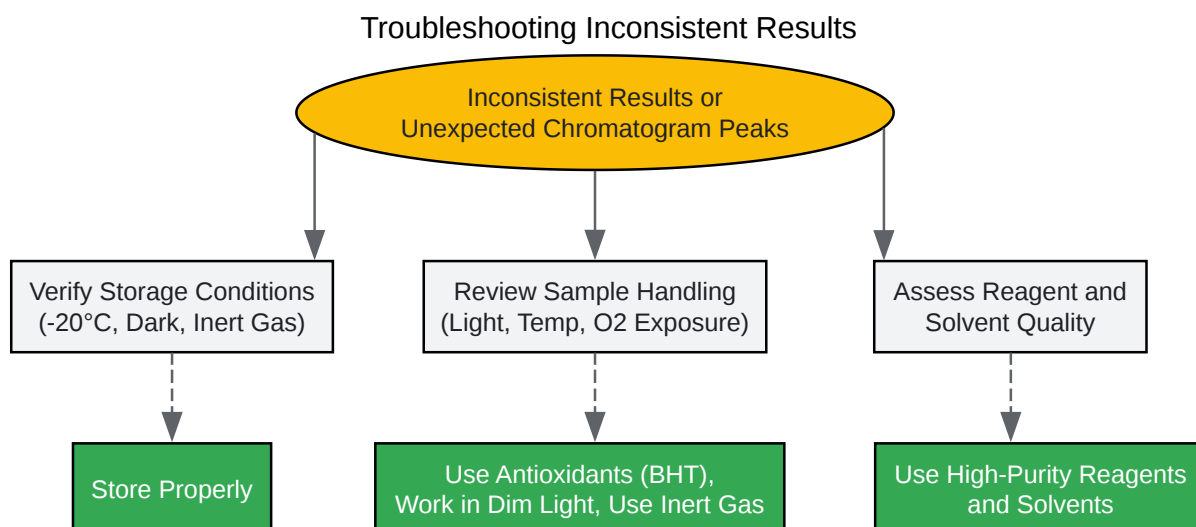 Troubleshooting Inconsistent Results
Inconsistent Results or
Unexpected Chromatogram Peaks
Verify Storage Conditions
(-20°C, Dark, Inert Gas)
Review Sample Handling
(Light, Temp, O2 Exposure)
Assess Reagent and
Solvent Quality
Store Properly
Use Antioxidants (BHT),
Work in Dim Light, Use Inert Gas
Use High-Purity Reagents
and Solvents